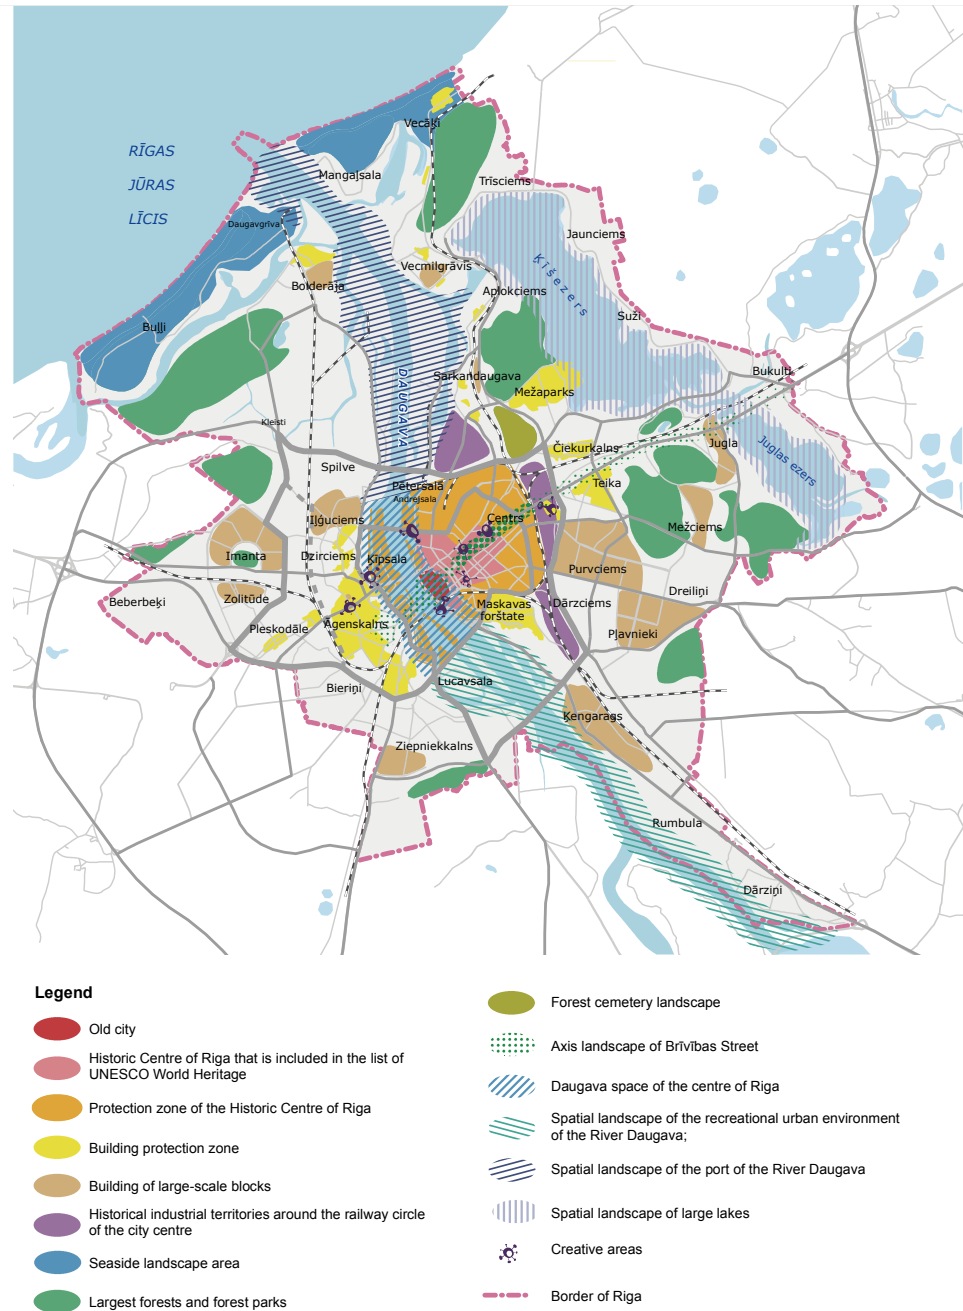 RĪGAS
JŪRAS
LĪCIS
Vecāķi
Mangaļsala
Trīsciems
Daugavgrīva
Jaunciems
Vecmilgrāvis
Bolderāja
Ķīšezers
Aplokciems
Suži
Buļļi
DAUGAVA
Sarkandaugava
Bukulti
Mežaparks
Kleisti
Čiekurkalns
Jugla
Juglas ezers
Spilve
Pētersala
Teika
Andrejsala
Iļģuciems
Centrs
Mežciems
Imanta
Dzirciems
Ķīpsala
Purvciems
Zolitūde
Dreiliņi
Beberbeķi
Maskavas
forštate
Dārzciems
Pleskodāle
Āgenskalns
Pļavnieki
Bieriņi
Lucavsala
Ķengarags
Ziepniekkalns
Rumbula
Dārziņi
Legend
Old city
Historic Centre of Riga that is included in the list of
UNESCO World Heritage
Protection zone of the Historic Centre of Riga
Building protection zone
Building of large-scale blocks
Historical industrial territories around the railway circle
of the city centre
Seaside landscape area
Largest forests and forest parks
Forest cemetery landscape
Axis landscape of Brīvības Street
Daugava space of the centre of Riga
Spatial landscape of the recreational urban environment
of the River Daugava;
Spatial landscape of the port of the River Daugava
Spatial landscape of large lakes
Creative areas
Border of Riga